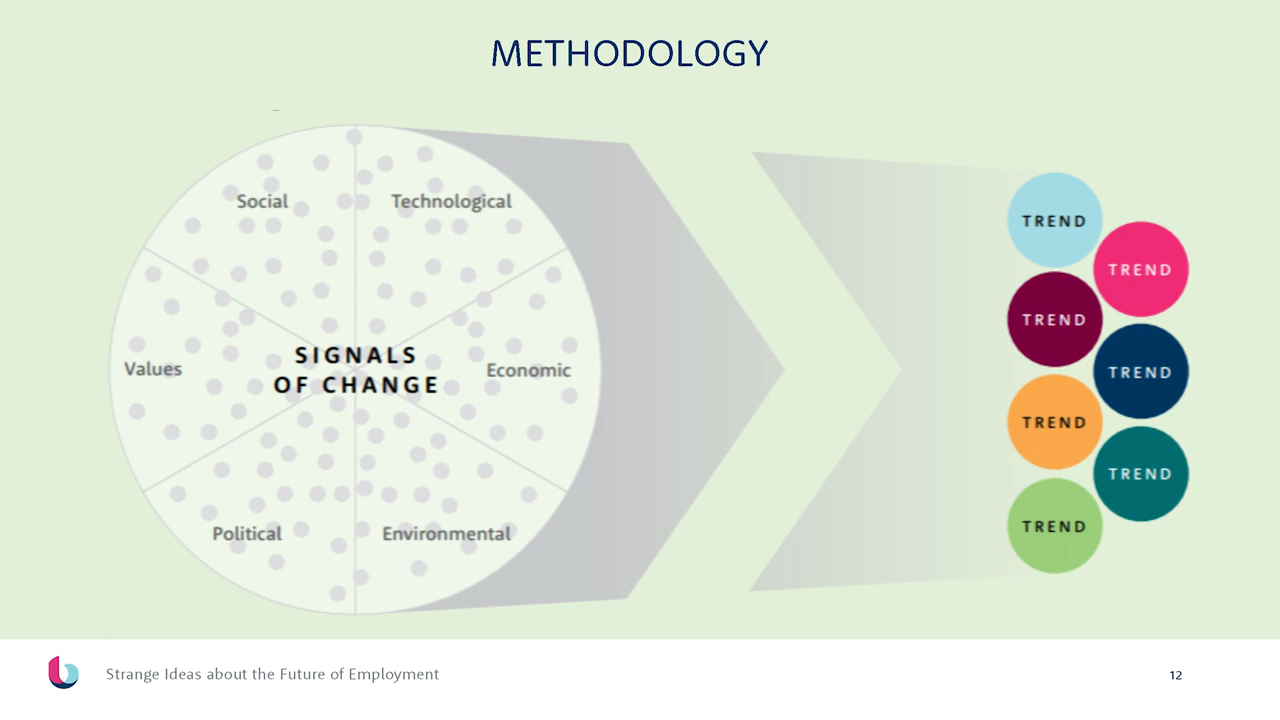 METHODOLOGY
Social
Technological
Values
SIGNALS
OF CHANGE
Economic
Political
Environmental
TREND
TREND
TREND
TREND
TREND
TREND
TREND
Strange Ideas about the Future of Employment
12